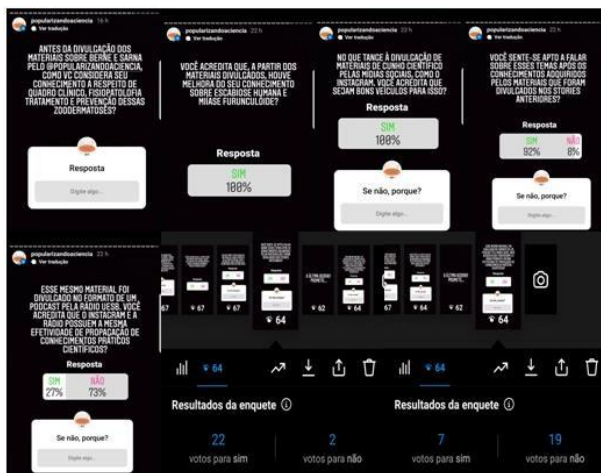 popularizandoaciencia 16 h
Ver tradução
ANTES DA DIVULGAÇÃO DOS
MATERIAIS SOBRE BERNE E SARNA
PELO @POPULARIZANDOACIENCIA,
COMO VC CONSIDERA SEU
CONHECIMENTO A RESPEITO DE
QUADRO CLÍNICO, FISIOPATOLOFIA
TRATAMENTO E PREVENÇÃO DESSAS
ZOODERMATOSES?
Resposta
Digite algo...
popularizandoaciencia 22 h
Ver tradução
VOCÊ ACREDITA QUE, A PARTIR DOS
MATERIAIS DIVULGADOS, HOUVE
MELHORA DO SEU CONHECIMENTO
SOBRE ESCABIOSE HUMANA E
MIÍASE FURUNCULÓIDE?
Resposta
SIM
100%
popularizandoaciencia 22 h
Ver tradução
NO QUE TANGE À DIVULGAÇÃO DE
MATERIAIS DE CUNHO CIENTÍFICO
PELAS MÍDIAS SOCIAIS, COMO O
INSTAGRAM, VOCÊ ACREDITA QUE
SEJAM BONS VEÍCULOS PARA ISSO?
Resposta
SIM
100%
Se não, porque?
Digite algo...
popularizandoaciencia 22 h
Ver tradução
VOCÊ SENTE-SE APTO A FALAR
SOBRE ESSES TEMAS APÓS OS
CONHECIMENTOS ADQUIRIDOS
PELOS MATERIAIS QUE FORAM
DIVULGADOS NOS STORIES
ANTERIORES?
Resposta
SIM NÃO
92% 8%
Se não, porque?
Digite algo...
popularizandoaciencia 22 h
Ver tradução
ESSE MESMO MATERIAL FOI
DIVULGADO NO FORMATO DE UM
PODCAST PELA RÁDIO UESB. VOCÊ
ACREDITA QUE O INSTAGRAM E A
RÁDIO POSSUEM A MESMA
EFETIVIDADE DE PROPAGAÇÃO DE
CONHECIMENTOS PRÁTICOS
CIENTÍFICOS?
Resposta
SIM NÃO
27% 73%
Se não, porque?
Digite algo...
67 67 64 62
62 64 67 64
64
Resultados da enquete
22 2
votos para sim votos para não
64
Resultados da enquete
7 19
votos para sim votos para não